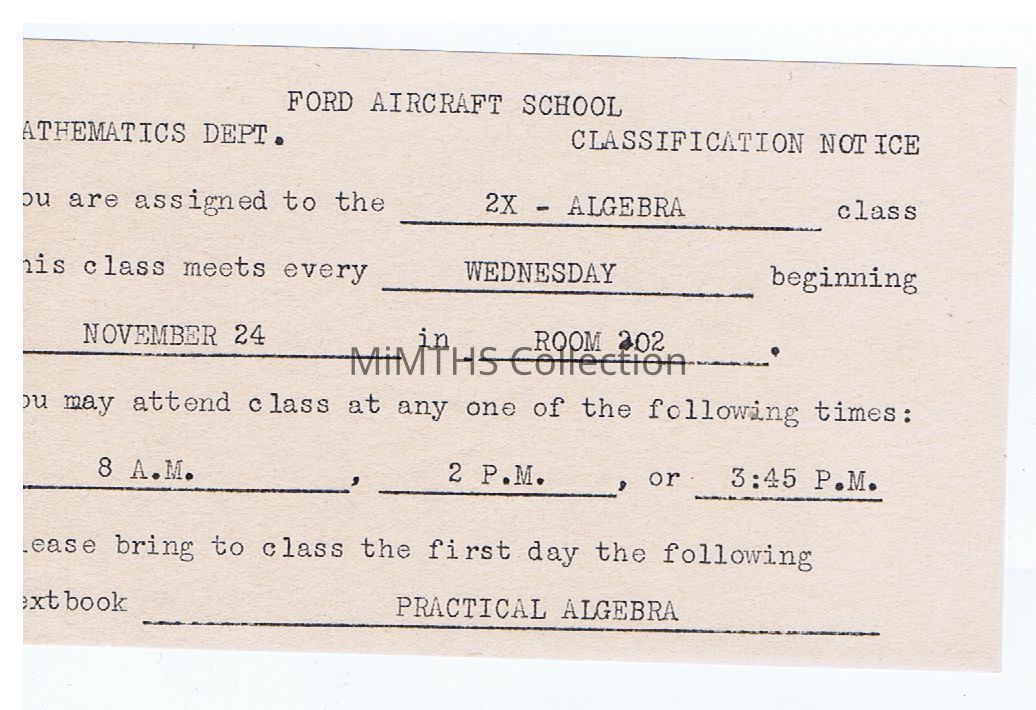 FORD AIRCRAFT SCHOOL
ATHEMATICS DEPT. CLASSIFICATION NOTICE
ou are assigned to the 2X - ALGEBRA class
his class meets every WEDNESDAY beginning
NOVEMBER 24 in ROOM 202.
MiMTHS Collection
ou may attend class at any one of the following times:
8 A.M., 2 P.M., or 3:45 P.M.
ease bring to class the first day the following
extbook PRACTICAL ALGEBRA